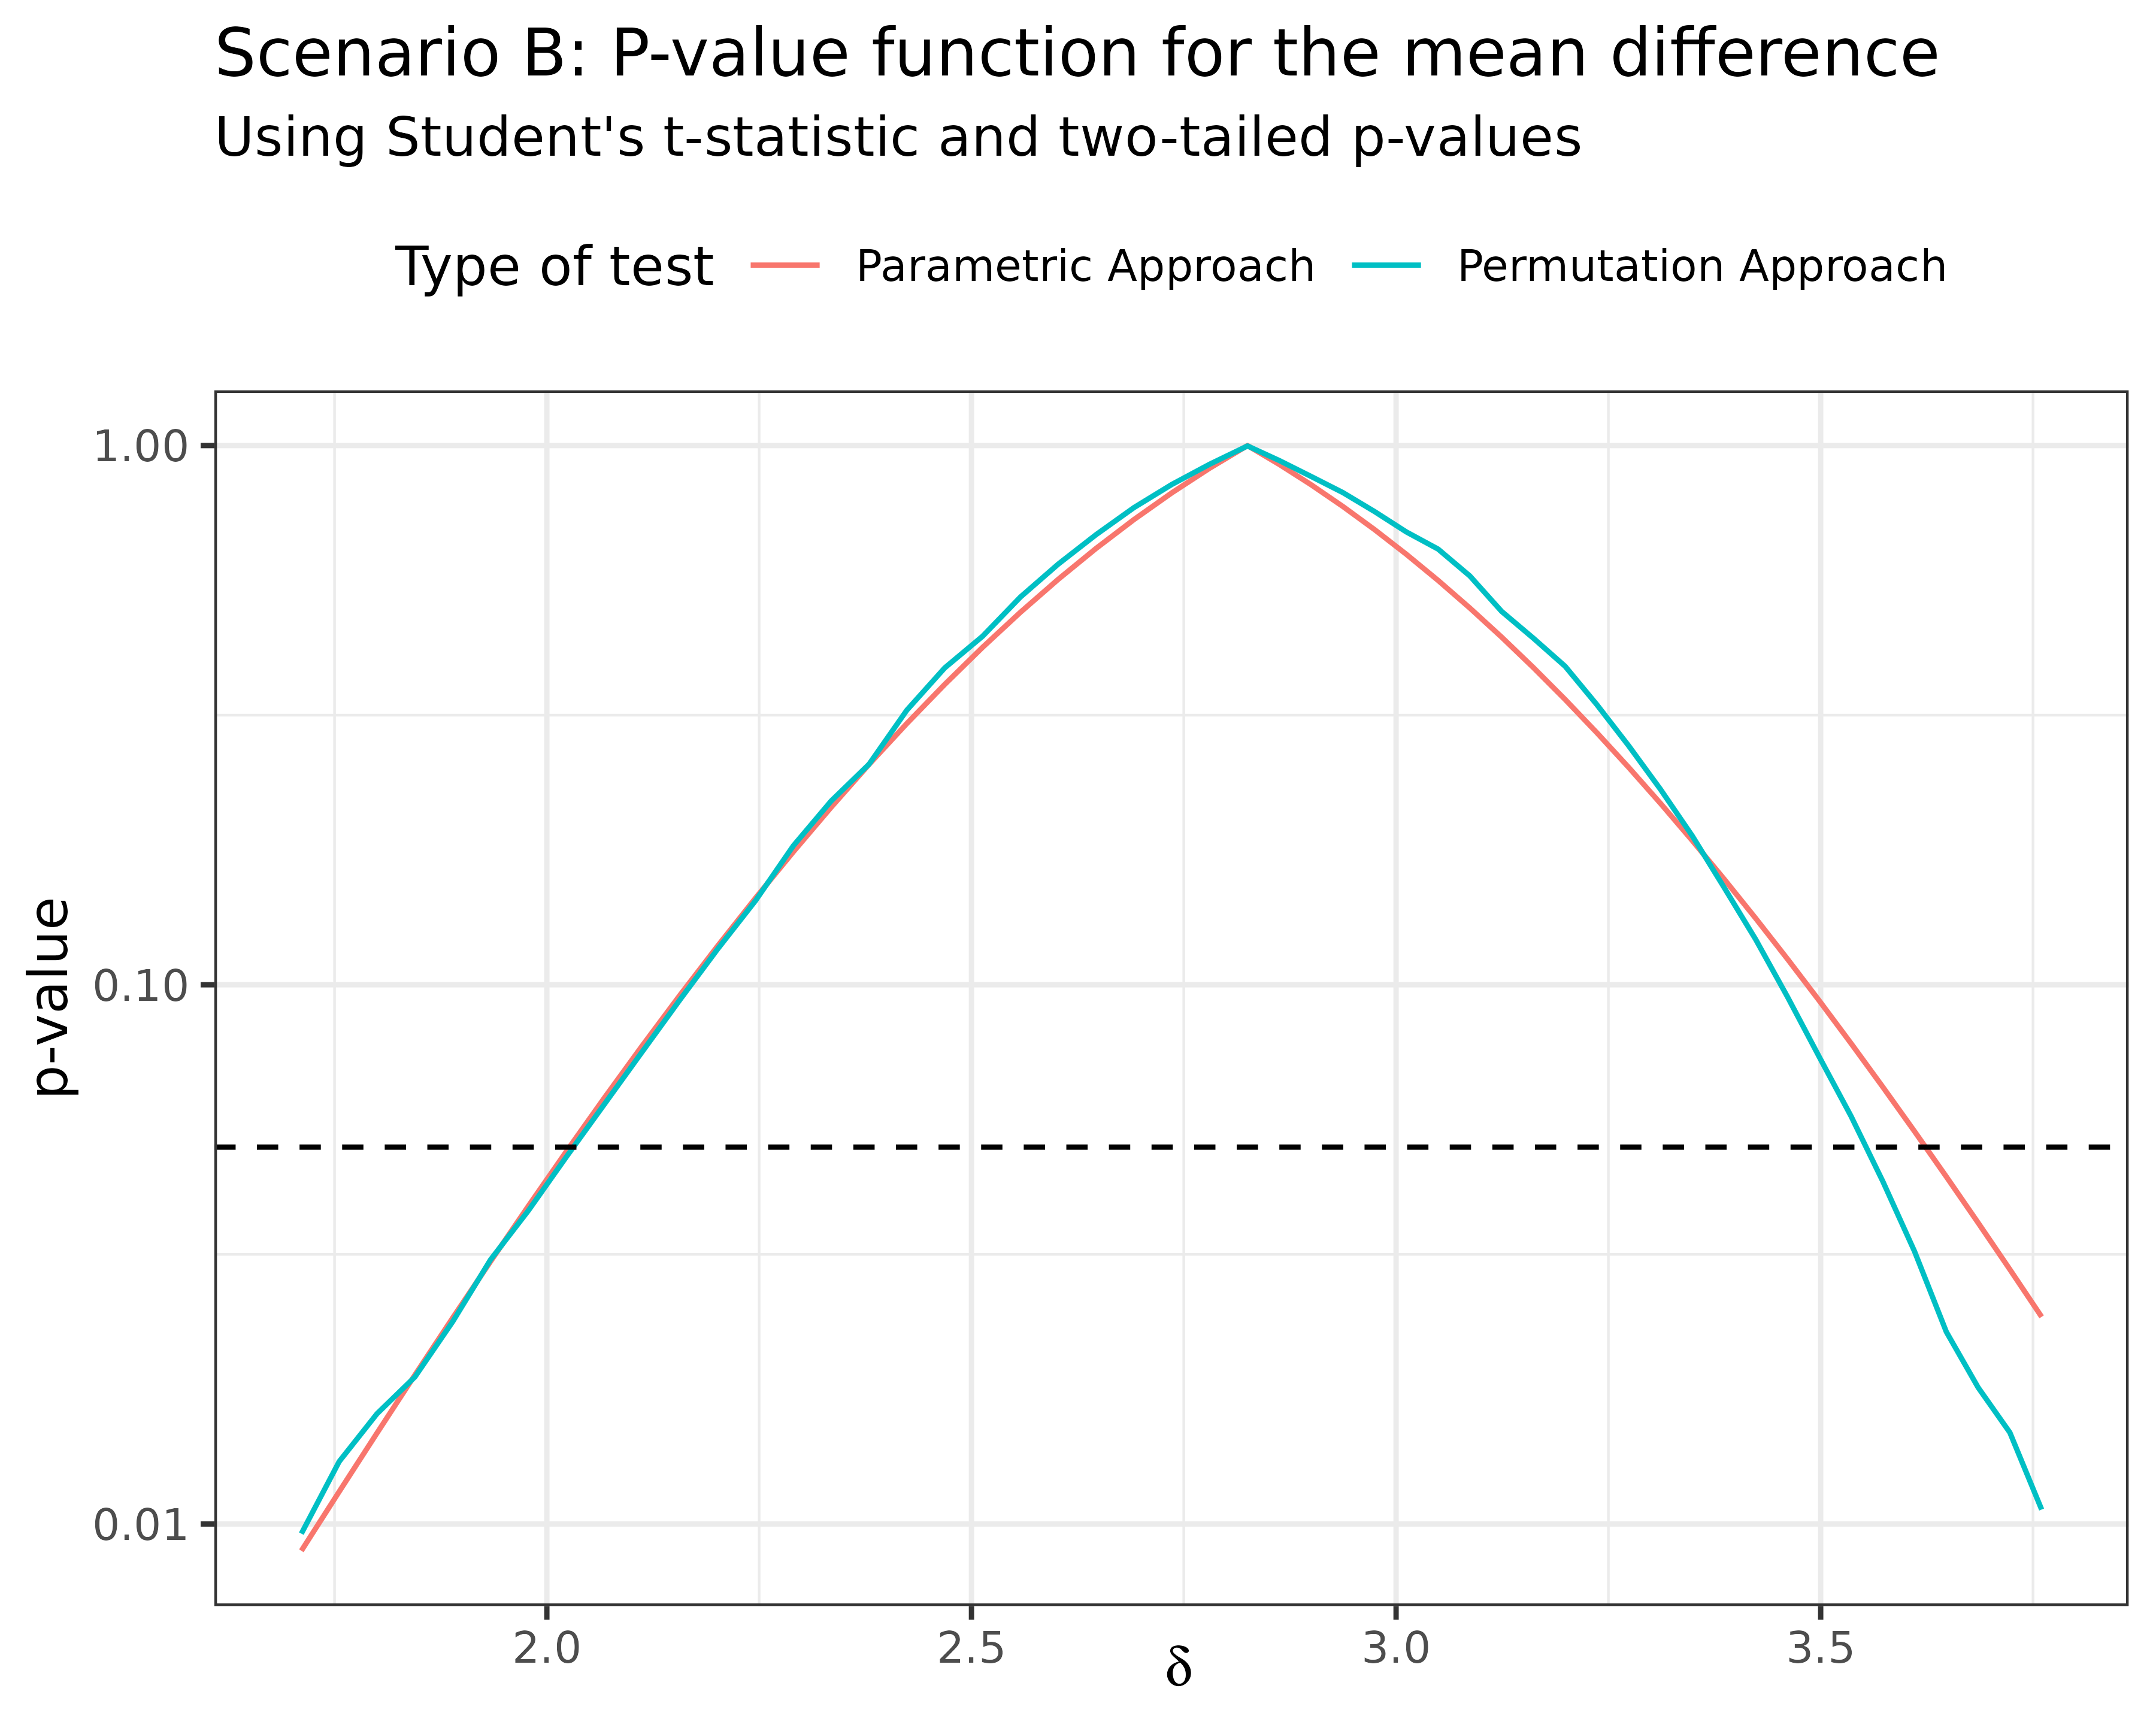 Scenario B: P-value function for the mean difference
Using Student's t-statistic and two-tailed p-values
Type of test Parametric Approach Permutation Approach
p-value
1.00
0.10
0.01
2.0 2.5 3.0 3.5
δ